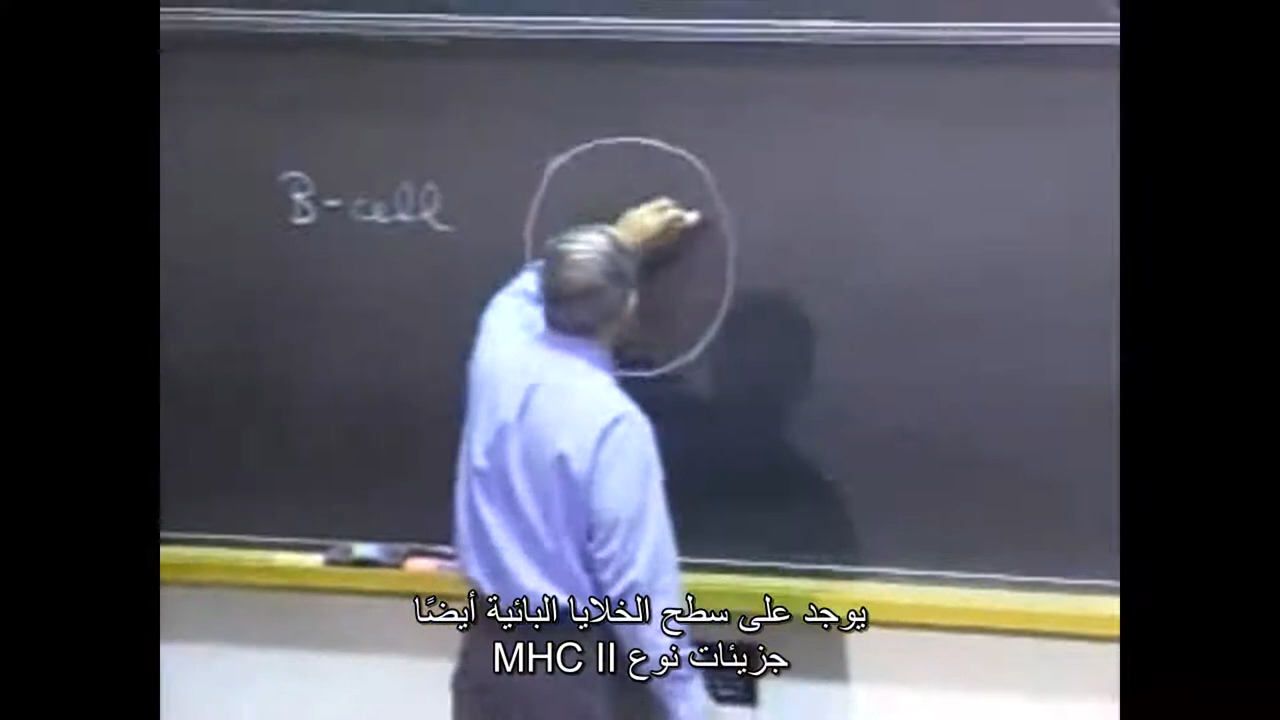 B-cell
يوجد على سطح الخلايا البائية أيضًا
جزيئات نوع MHC II